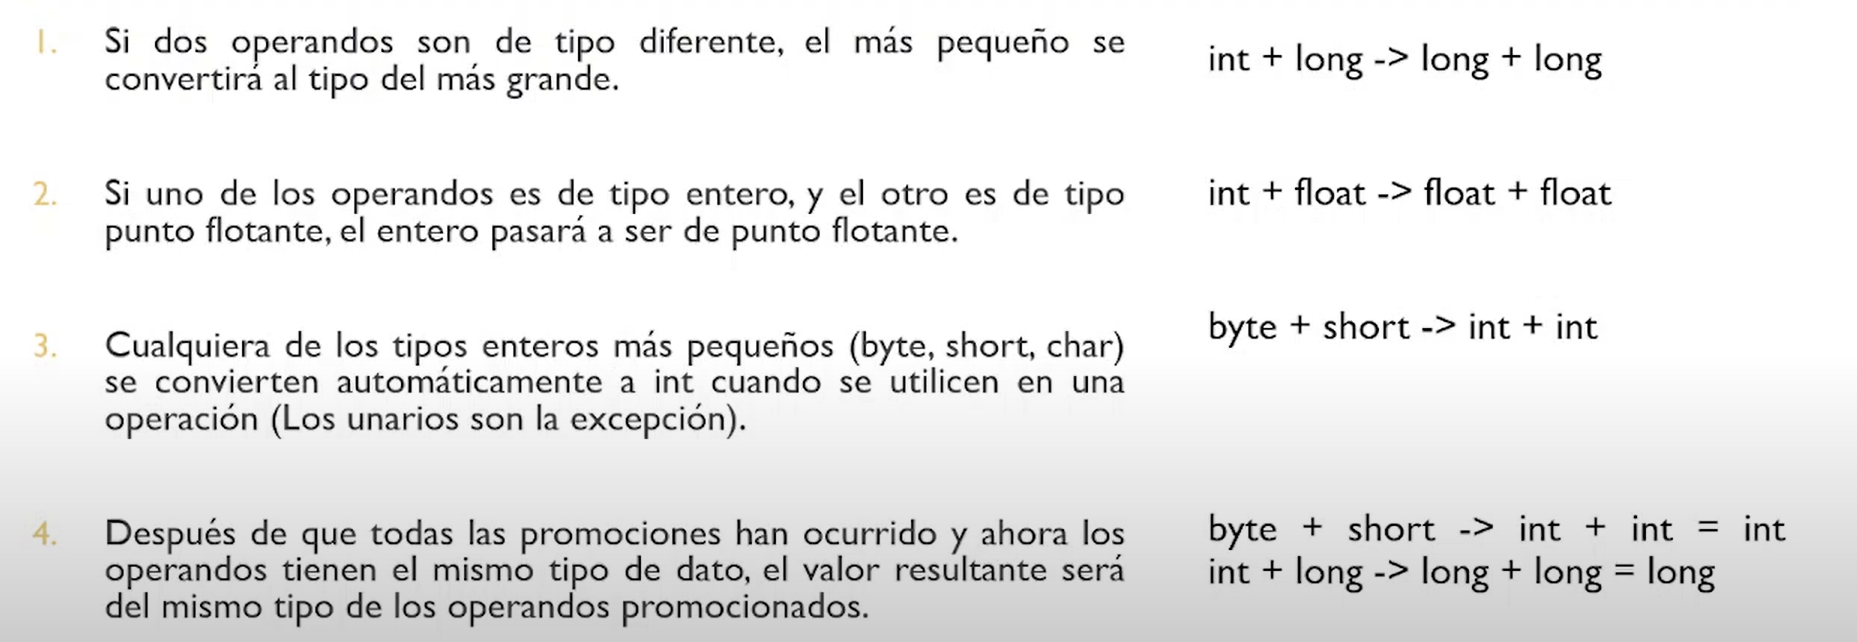 1. Si dos operandos son de tipo diferente, el más pequeño se
convertirá al tipo del más grande.
int + long -> long + long
2. Si uno de los operandos es de tipo entero, y el otro es de tipo
punto flotante, el entero pasará a ser de punto flotante.
int + float -> float + float
3. Cualquiera de los tipos enteros más pequeños (byte, short, char)
se convierten automáticamente a int cuando se utilicen en una
operación (Los unarios son la excepción).
byte + short -> int + int
4. Después de que todas las promociones han ocurrido y ahora los
operandos tienen el mismo tipo de dato, el valor resultante será
del mismo tipo de los operandos promocionados.
byte + short -> int + int = int
int + long -> long + long = long